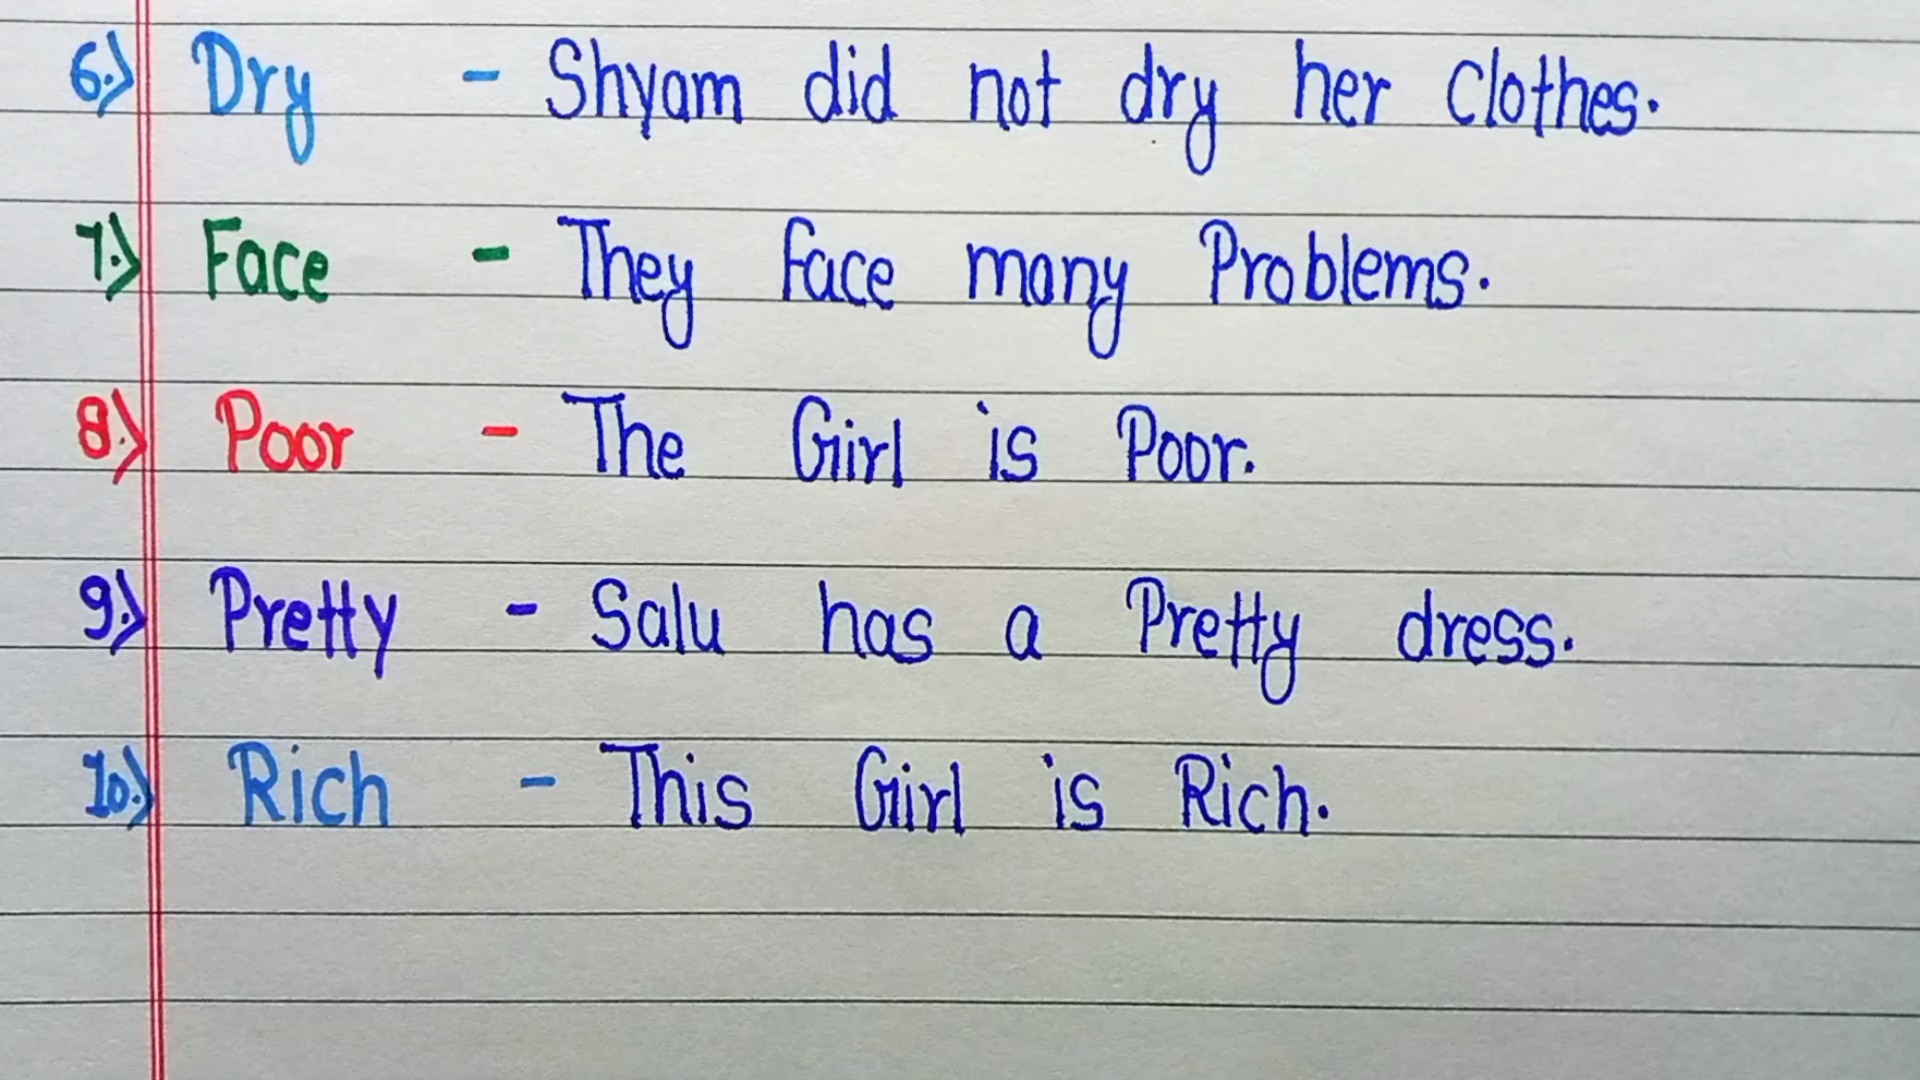 6.) Dry - Shyam did not dry her Clothes.
7.) Face - They face many Problems.
8.) Poor - The Girl is Poor.
9.) Pretty - Salu has a Pretty dress.
10.) Rich - This Girl is Rich.